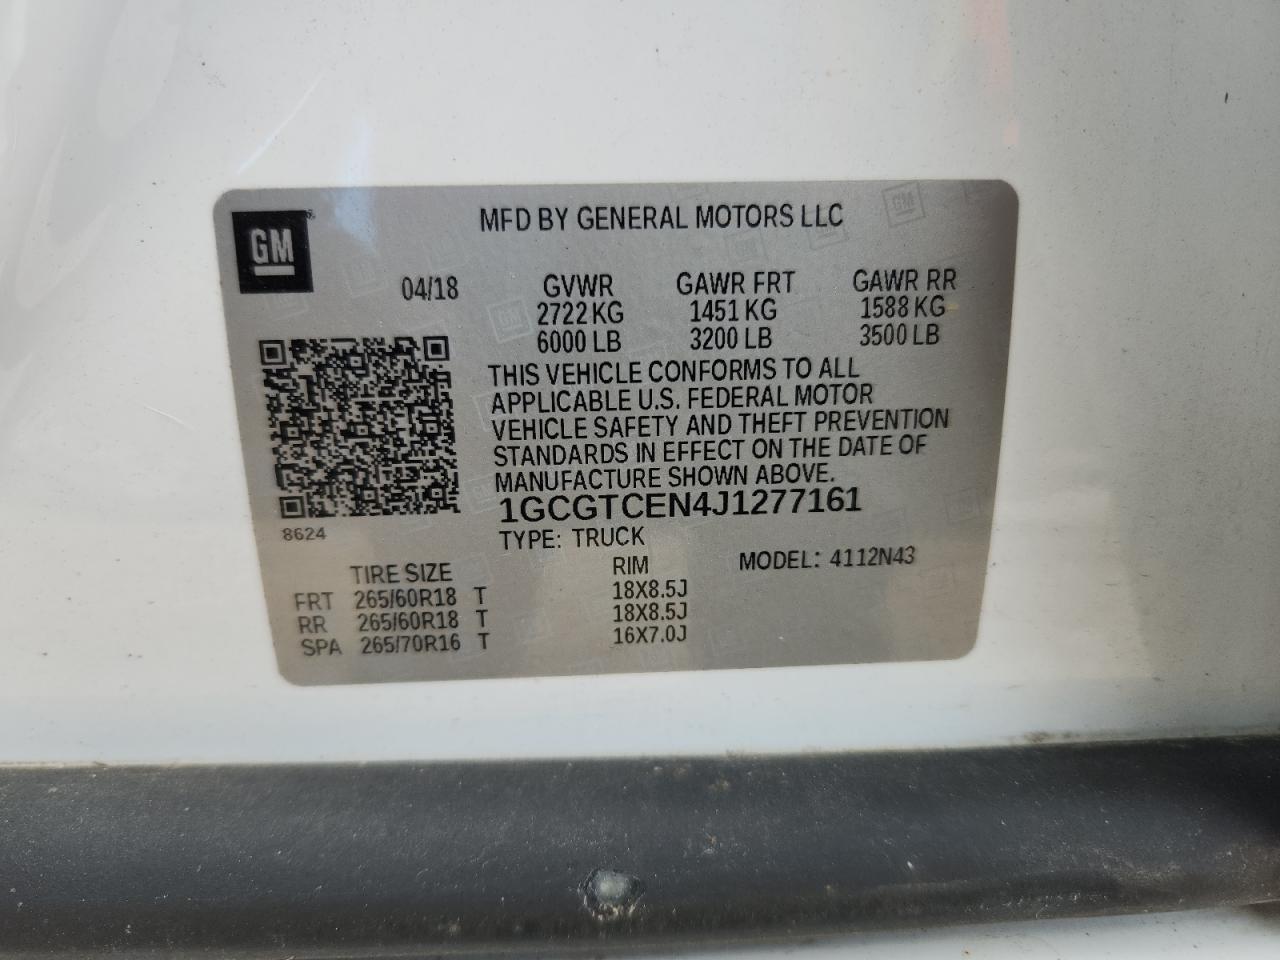 GM
MFD BY GENERAL MOTORS LLC
04/18 GVWR GAWR FRT GAWR RR
2722 KG 1451 KG 1588 KG
6000 LB 3200 LB 3500 LB
THIS VEHICLE CONFORMS TO ALL
APPLICABLE U.S. FEDERAL MOTOR
VEHICLE SAFETY AND THEFT PREVENTION
STANDARDS IN EFFECT ON THE DATE OF
MANUFACTURE SHOWN ABOVE.
1GCGTCEN4J1277161
8624
TYPE: TRUCK
TIRE SIZE RIM MODEL: 4112N43
FRT 265/60R18 T 18X8.5J
RR 265/60R18 T 18X8.5J
SPA 265/70R16 T 16X7.0J